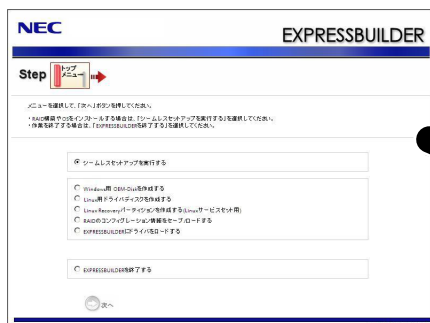 NEC
EXPRESSBUILDER
Step
トップ
メニュー
メニューを選択して、「次へ」ボタンを押してください。
・RAID構築やOSをインストールする場合は、「シームレスセットアップを実行する」を選択してください。
・作業を終了する場合は、「EXPRESSBUILDERを終了する」を選択してください。
シームレスセットアップを実行する
Windows用 OEM-Diskを作成する
Linux用ドライバディスクを作成する
Linux Recoveryパーティションを作成する(Linuxサービスセット用)
RAIDのコンフィグレーション情報をセーブ/ロードする
EXPRESSBUILDERにドライバをロードする
EXPRESSBUILDERを終了する
次へ